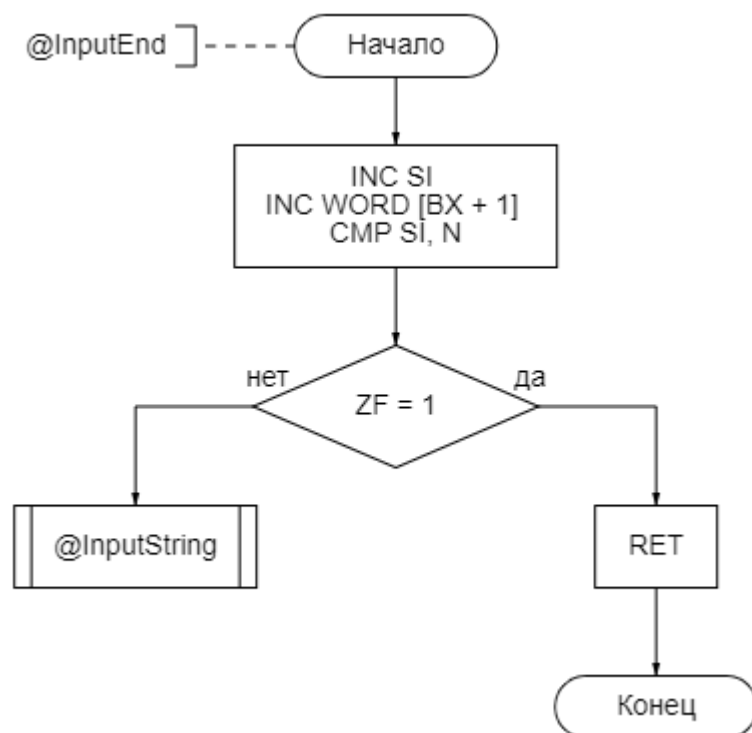 @InputEnd
Начало
INC SI
INC WORD [BX + 1]
CMP SI, N
нет
да
ZF = 1
@InputString
RET
Конец